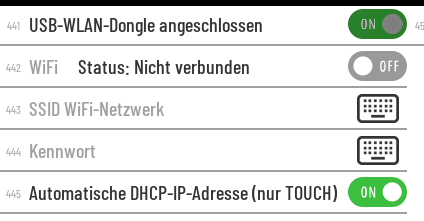 441 USB-WLAN-Dongle angeschlossen ON 45
442 WiFi Status: Nicht verbunden OFF
443 SSID WiFi-Netzwerk
444 Kennwort
445 Automatische DHCP-IP-Adresse (nur TOUCH) ON